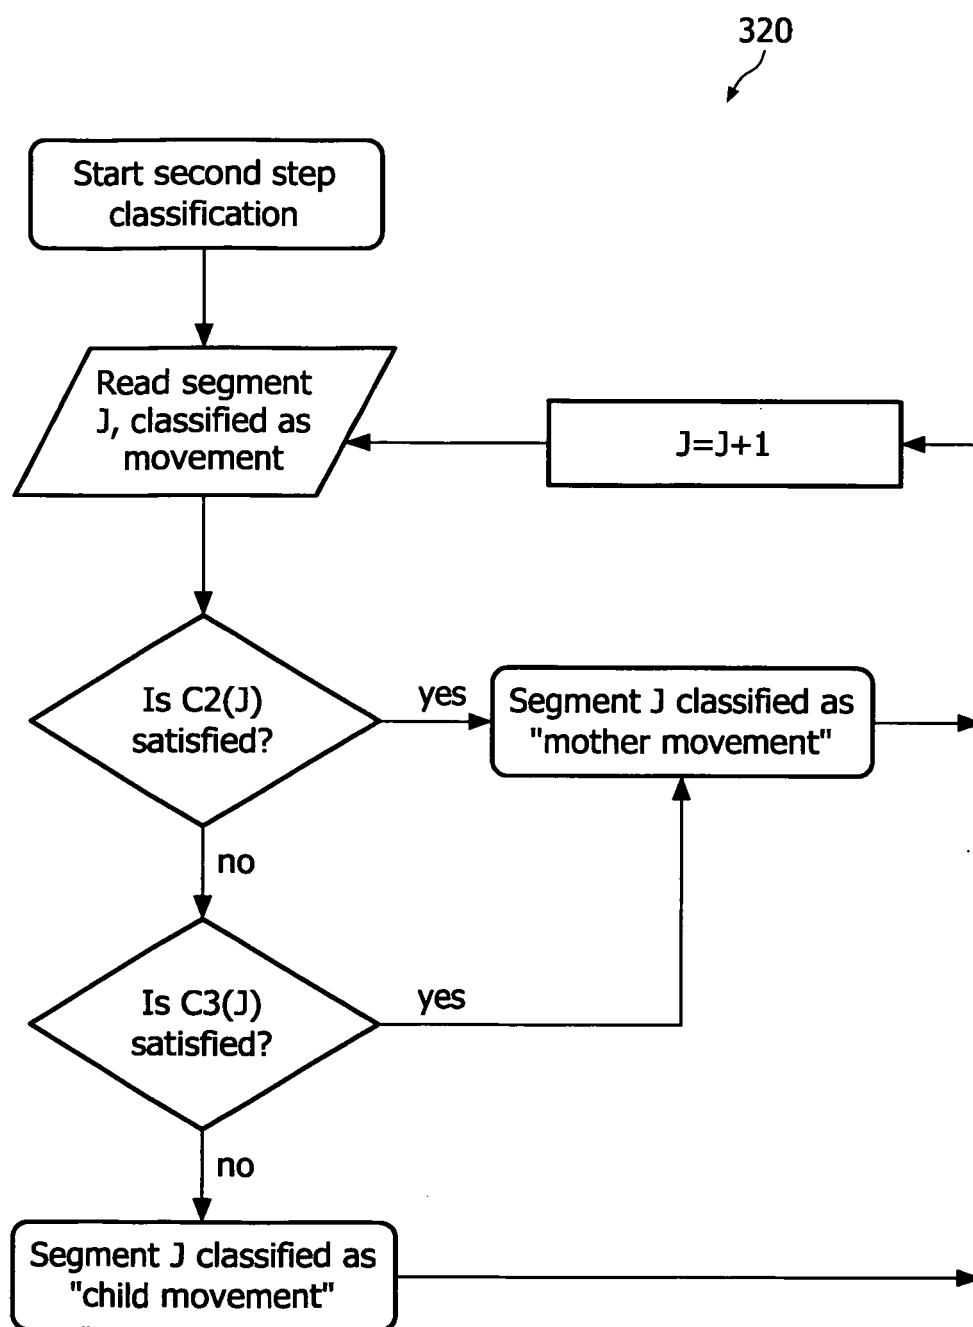 320
Start second step
classification
Read segment
J, classified as
movement
J=J+1
Is C2(J)
satisfied?
yes
Segment J classified as
"mother movement"
no
Is C3(J)
satisfied?
yes
no
Segment J classified as
"child movement"